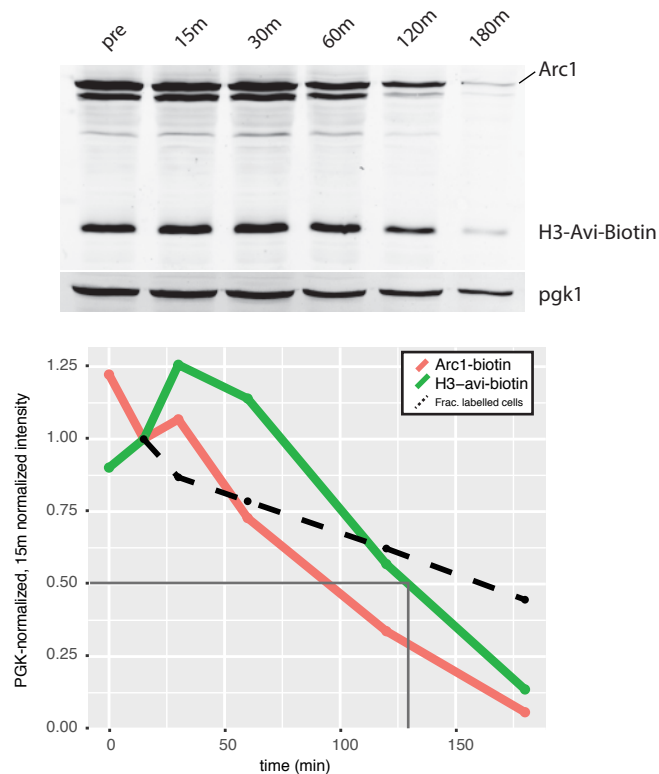 pre 15m 30m 60m 120m 180m
Arc1
H3-Avi-Biotin
pgk1
1.25
1.00
0.75
0.50
0.25
0.00
PGK-normalized, 15m normalized intensity
Arc1-biotin
H3−avi-biotin
Frac. labelled cells
0 50 100 150
time (min)